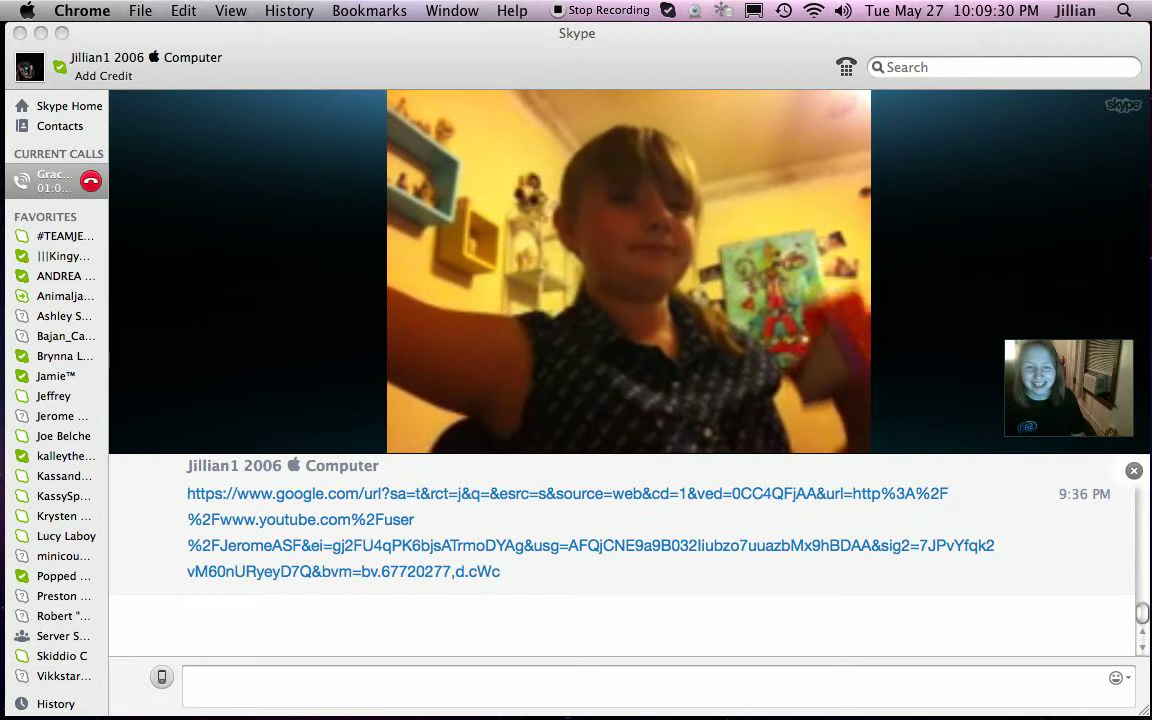 Chrome File Edit View History Bookmarks Window Help Stop Recording Tue May 27 10:09:30 PM Jillian
Skype
Jillian1 2006 Computer
Add Credit
Search
Skype Home
Contacts
CURRENT CALLS
Grac...
01:0...
FAVORITES
#TEAMJE...
|||Kingy...
ANDREA ...
Animalja...
Ashley S...
Bajan_Ca...
Brynna L...
Jamie™
Jeffrey
Jerome ...
Joe Belche
kalleythe...
Kassand...
KassySp...
Krysten ...
Lucy Laboy
minicou...
Popped ...
Preston ...
Robert "...
Server S...
Skiddio C
Vikkstar...
History
skype
Jillian1 2006 Computer
https://www.google.com/url?sa=t&rct=j&q=&esrc=s&source=web&cd=1&ved=0CC4QFjAA&url=http%3A%2F
%2Fwww.youtube.com%2Fuser
%2FJeromeASF&ei=gj2FU4qPK6bjsATrmoDYAg&usg=AFQjCNE9a9B032Iiubzo7uuazbMx9hBDAA&sig2=7JPvYfqk2
vM60nURyeyD7Q&bvm=bv.67720277,d.cWc
9:36 PM